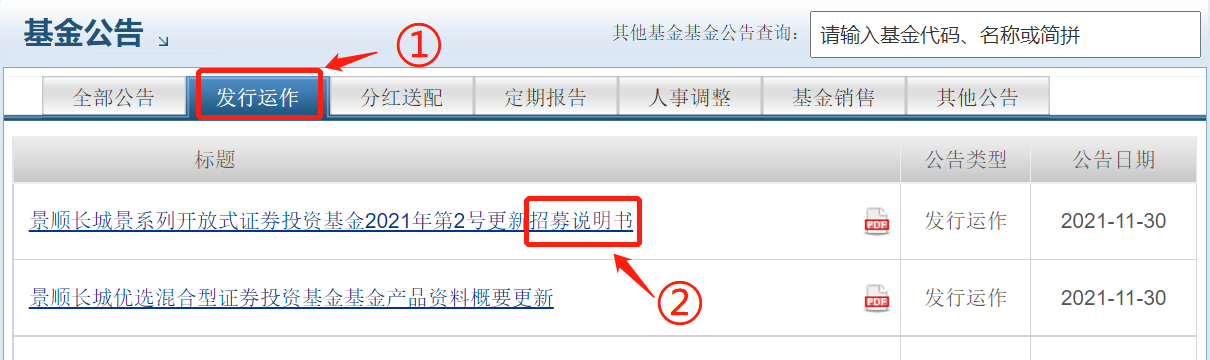 基金公告
其他基金基金公告查询：
请输入基金代码、名称或简拼
①
全部公告 发行运作 分红送配 定期报告 人事调整 基金销售 其他公告
标题 公告类型 公告日期
景顺长城景系列开放式证券投资基金2021年第2号更新招募说明书 PDF 发行运作 2021-11-30
②
景顺长城优选混合型证券投资基金基金产品资料概要更新 PDF 发行运作 2021-11-30